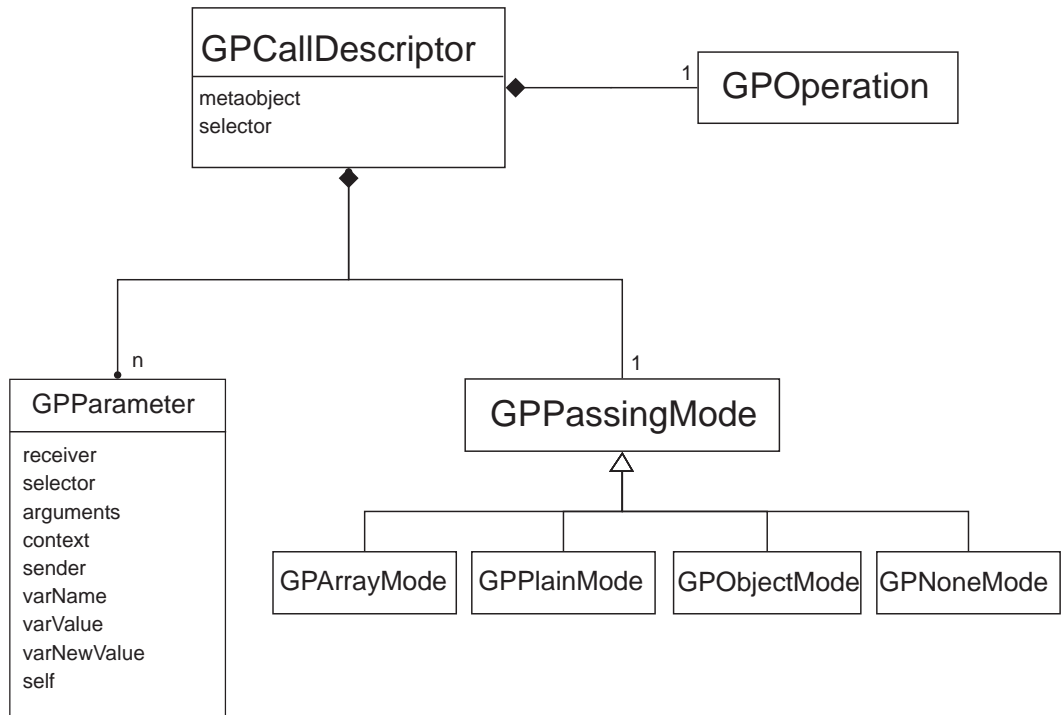 GPCallDescriptor
metaobject
selector
1
GPOperation
n
1
GPParameter
receiver
selector
arguments
context
sender
varName
varValue
varNewValue
self
GPPassingMode
GPArrayMode
GPPlainMode
GPObjectMode
GPNoneMode